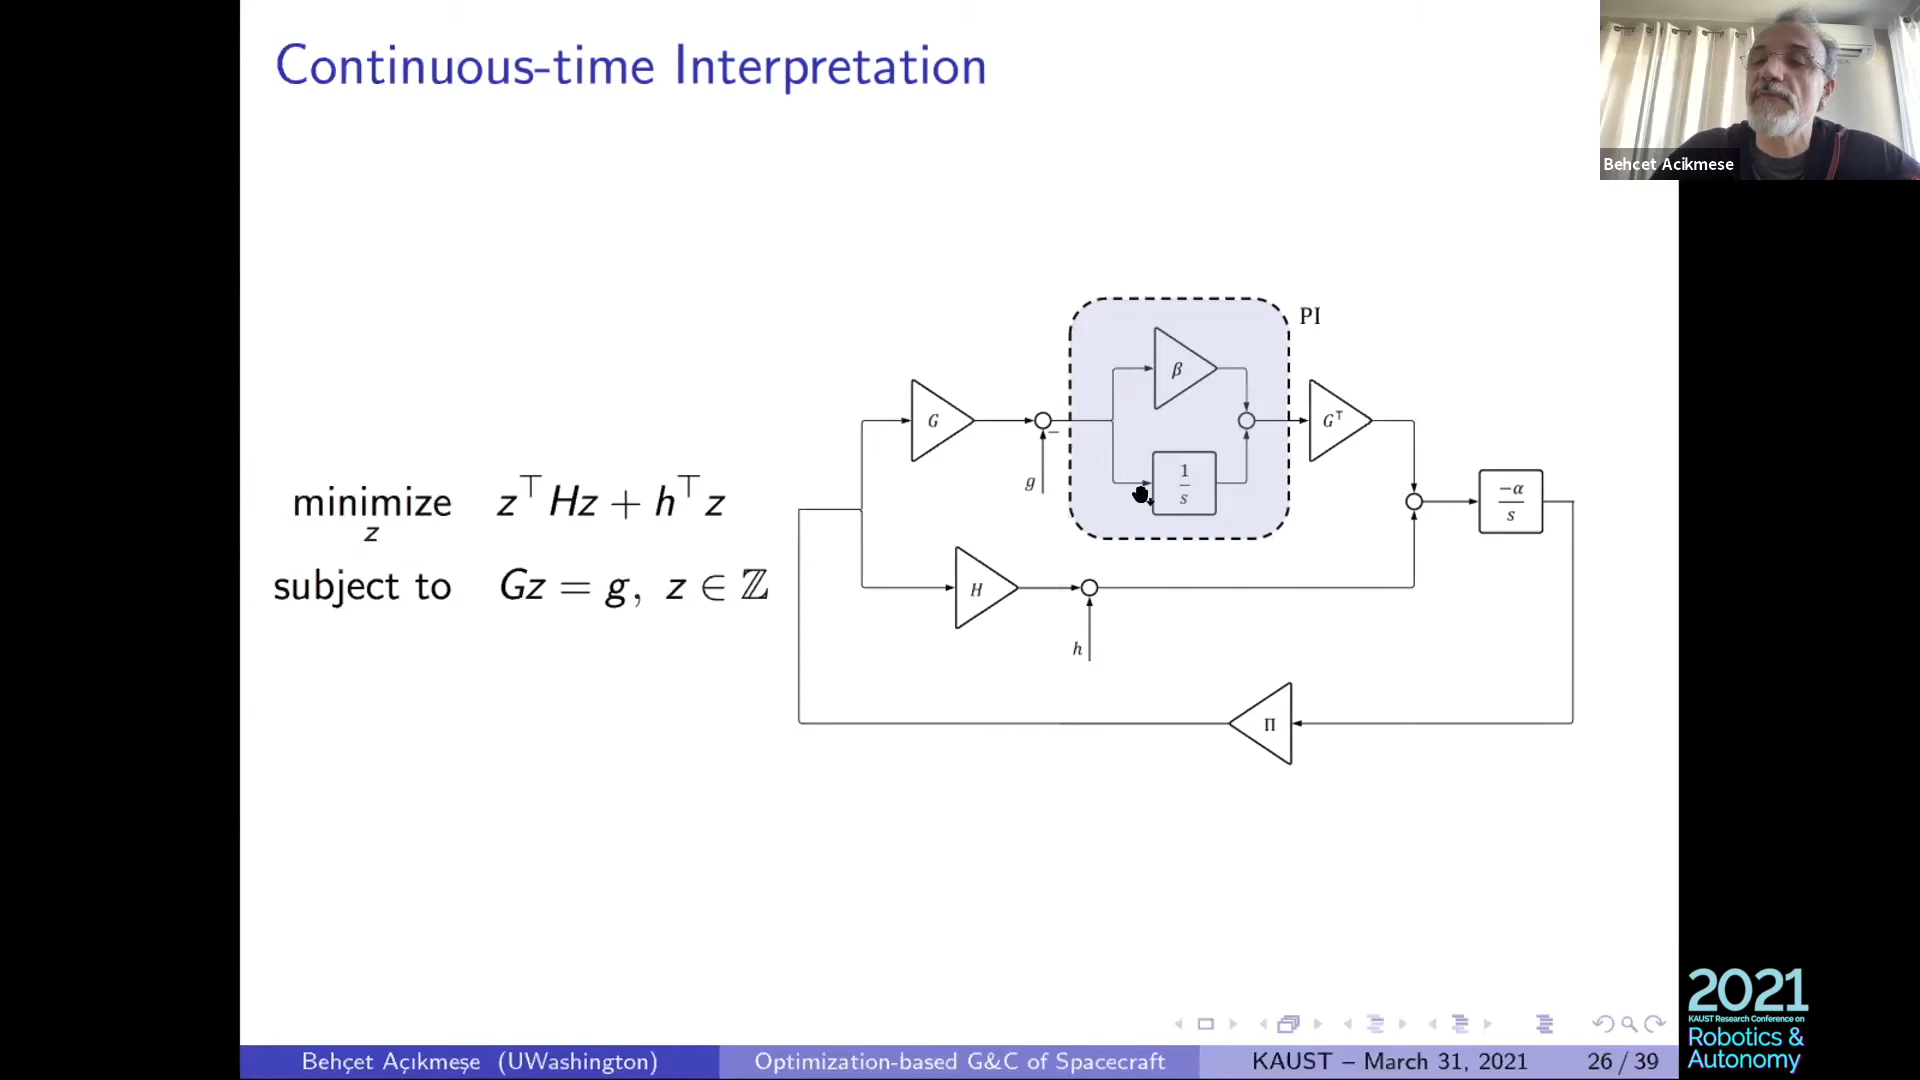 Continuous-time Interpretation
Behcet Acikmese
PI
β
G
−
g
1
s
G⊤
−α
s
minimize z⊤Hz + h⊤z
z
subject to Gz = g, z ∈ ℤ
H
h
Π
2021
KAUST Research Conference on
Robotics &
Autonomy
Behçet Açıkmeşe (UWashington) Optimization-based G&C of Spacecraft KAUST – March 31, 2021 26 / 39